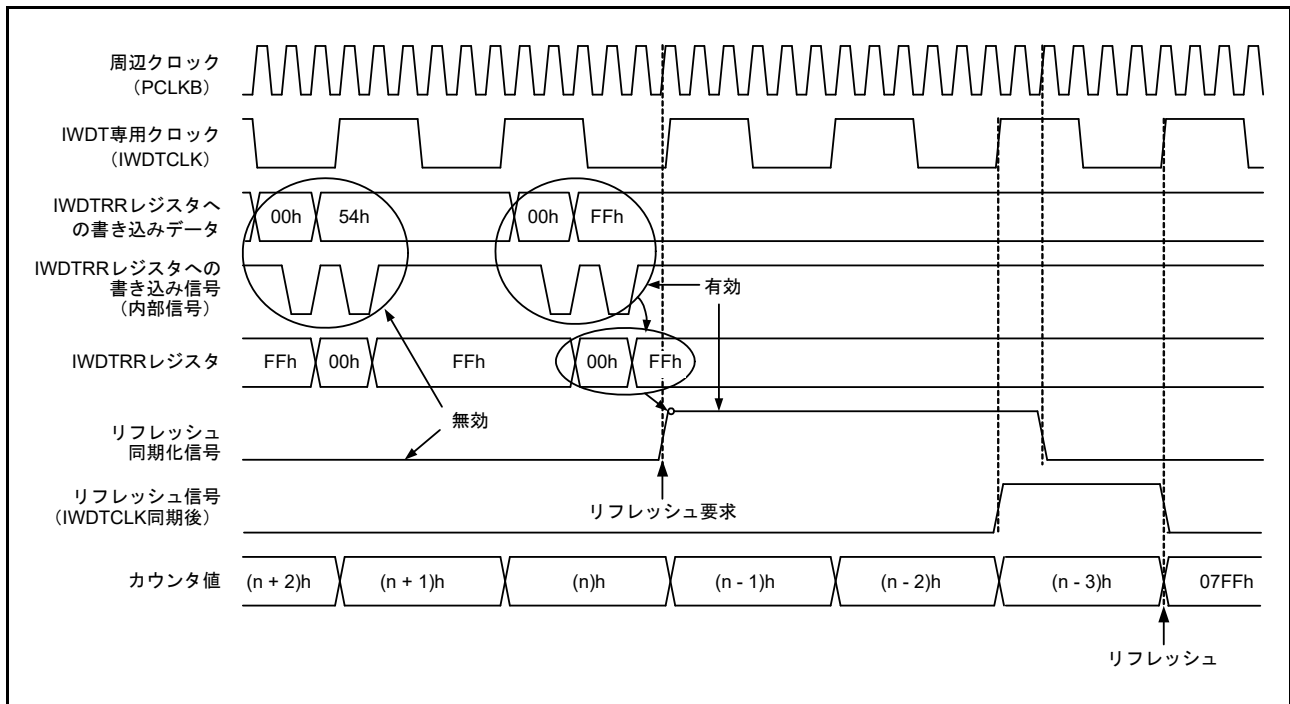 周辺クロック
（PCLKB）
IWDT専用クロック
（IWDTCLK）
IWDTRRレジスタへ
の書き込みデータ
00h
54h
00h
FFh
IWDTRRレジスタへの
書き込み信号
（内部信号）
有効
IWDTRRレジスタ
FFh
00h
FFh
00h
FFh
無効
リフレッシュ
同期化信号
リフレッシュ要求
リフレッシュ信号
（IWDTCLK同期後）
カウンタ値
(n + 2)h
(n + 1)h
(n)h
(n - 1)h
(n - 2)h
(n - 3)h
07FFh
リフレッシュ